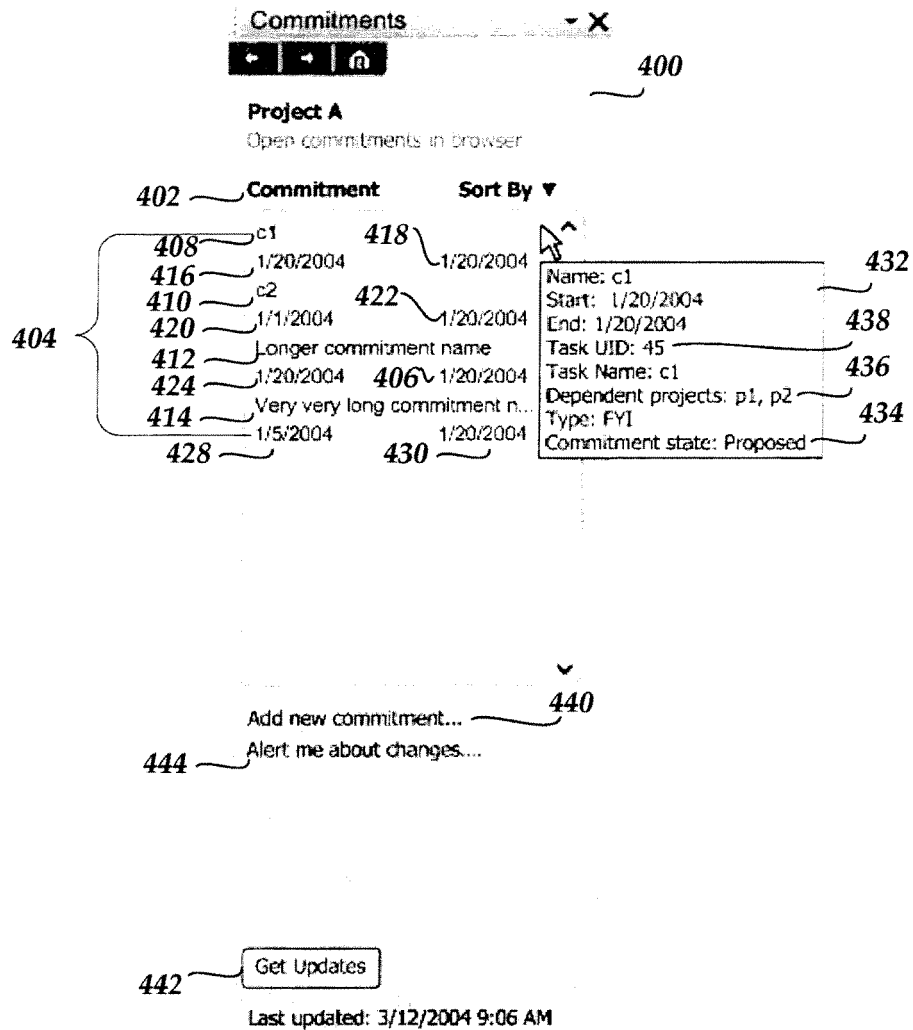 Commitments
400
Project A
Open commitments in browser
402 Commitment Sort By
408 c1 418
416 1/20/2004 1/20/2004
410 c2 422
420 1/1/2004 1/20/2004
404
412 Longer commitment name
424 1/20/2004 406 1/20/2004
414 Very very long commitment n...
1/5/2004 1/20/2004
428 430
Name: c1 432
Start: 1/20/2004
End: 1/20/2004 438
Task UID: 45
Task Name: c1 436
Dependent projects: p1, p2
Type: FYI 434
Commitment state: Proposed
Add new commitment... 440
444 Alert me about changes....
442 Get Updates
Last updated: 3/12/2004 9:06 AM